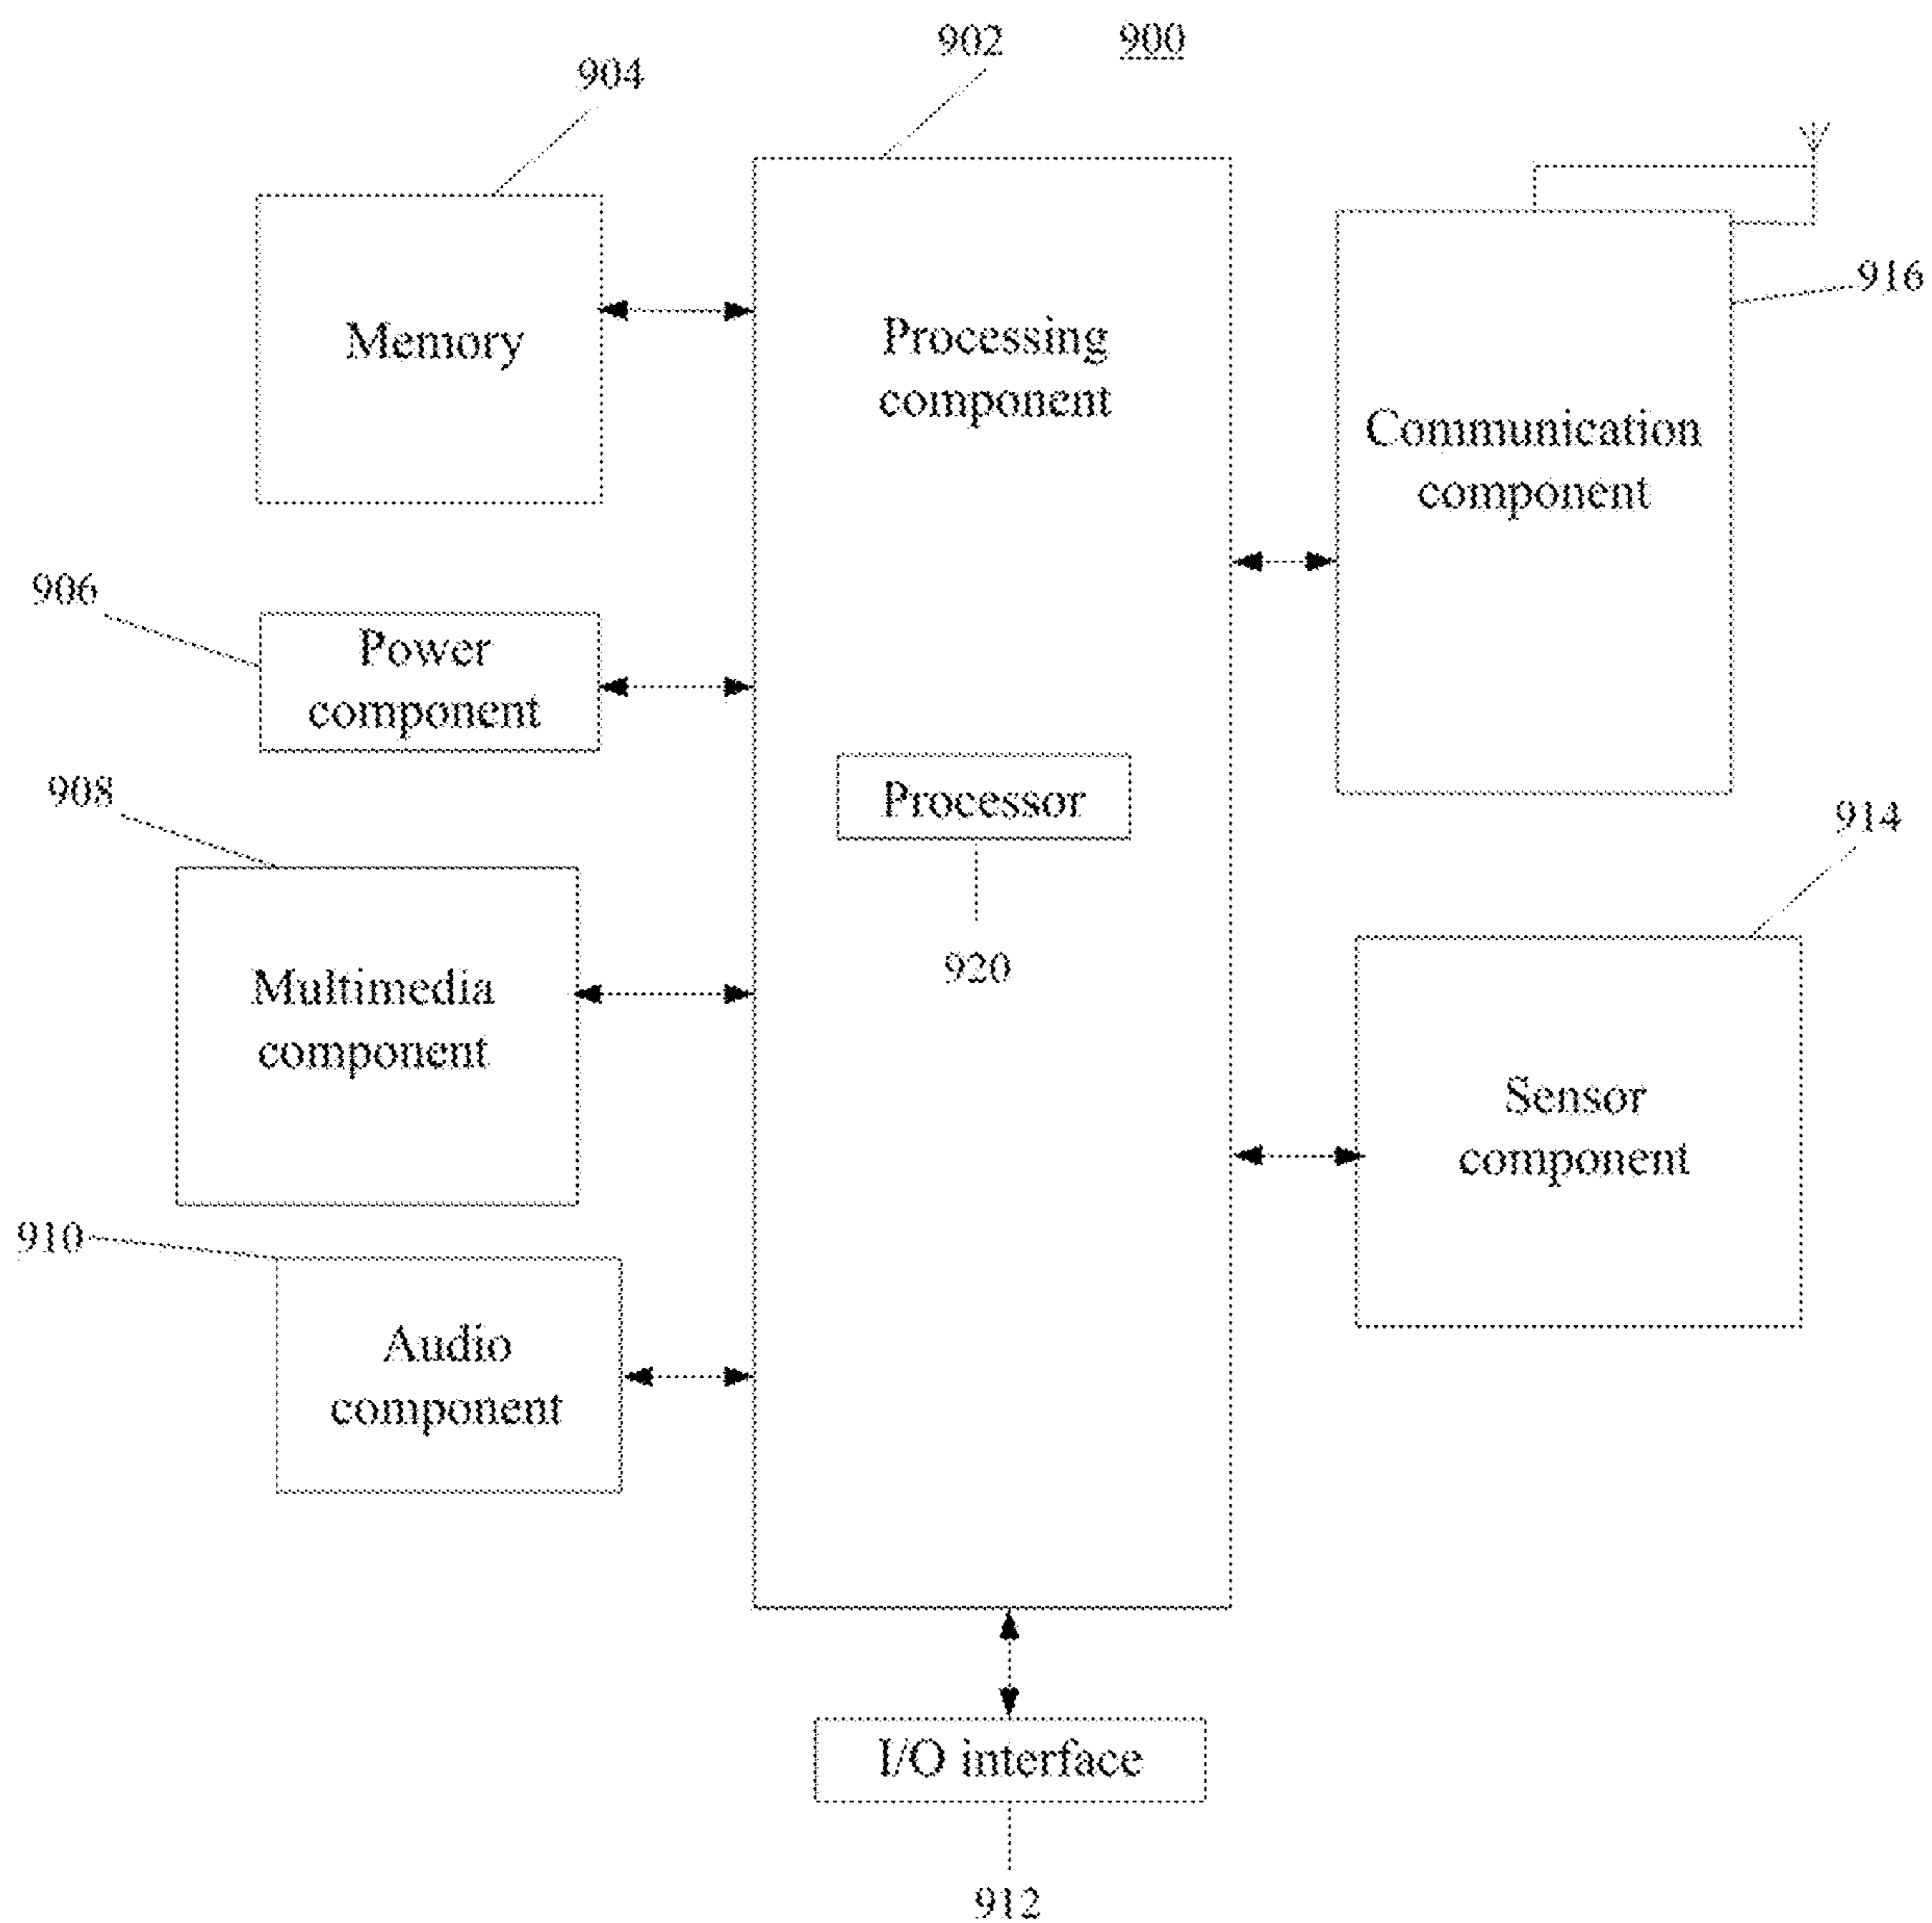 902
900
904
916
Memory
Processing
component
Communication
component
906
Power
component
908
Processor
914
920
Multimedia
component
Sensor
component
910
Audio
component
I/O interface
912